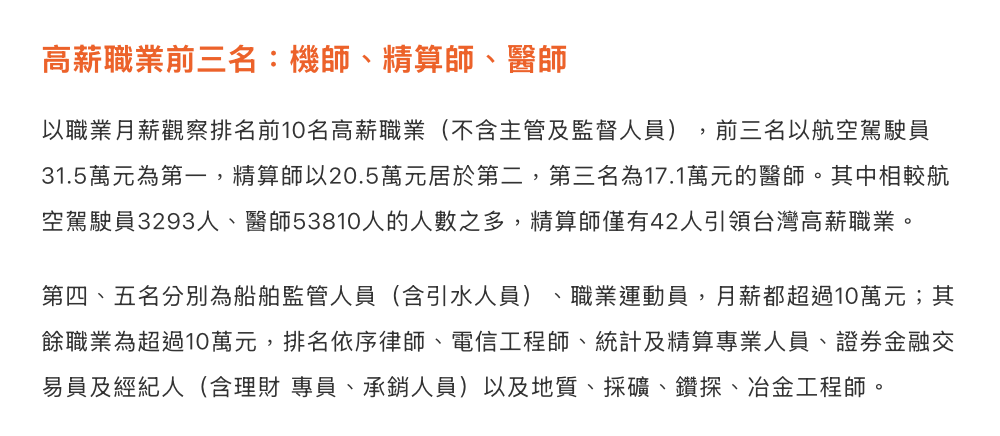 高薪職業前三名：機師、精算師、醫師
以職業月薪觀察排名前10名高薪職業（不含主管及監督人員），前三名以航空駕駛員
31.5萬元為第一，精算師以20.5萬元居於第二，第三名為17.1萬元的醫師。其中相較航
空駕駛員3293人、醫師53810人的人數之多，精算師僅有42人引領台灣高薪職業。
第四、五名分別為船舶監管人員（含引水人員）、職業運動員，月薪都超過10萬元；其
餘職業為超過10萬元，排名依序律師、電信工程師、統計及精算專業人員、證券金融交
易員及經紀人（含理財 專員、承銷人員）以及地質、採礦、鑽探、冶金工程師。